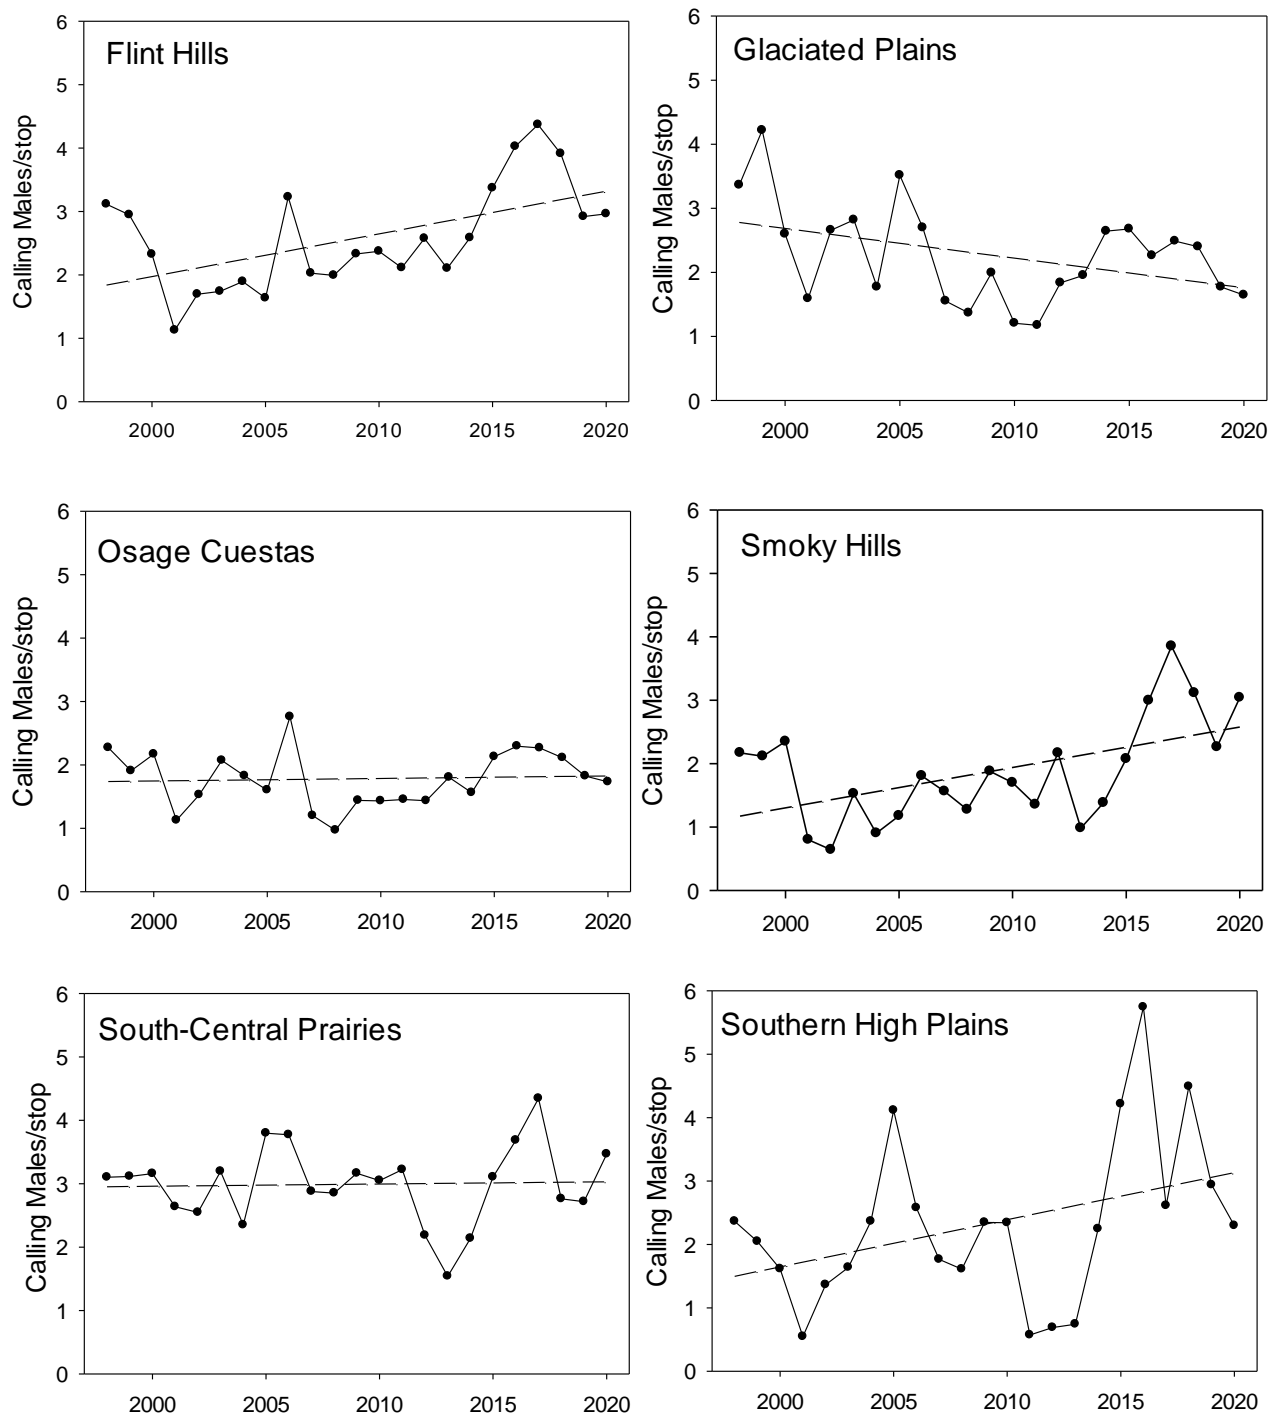 Flint Hills
Calling Males/stop
6
5
4
3
2
1
0
2000 2005 2010 2015 2020
Glaciated Plains
Calling Males/stop
6
5
4
3
2
1
0
2000 2005 2010 2015 2020
Osage Cuestas
Calling Males/stop
6
5
4
3
2
1
0
2000 2005 2010 2015 2020
Smoky Hills
Calling Males/stop
6
5
4
3
2
1
0
2000 2005 2010 2015 2020
South-Central Prairies
Calling Males/stop
6
5
4
3
2
1
0
2000 2005 2010 2015 2020
Southern High Plains
Calling Males/stop
6
5
4
3
2
1
0
2000 2005 2010 2015 2020